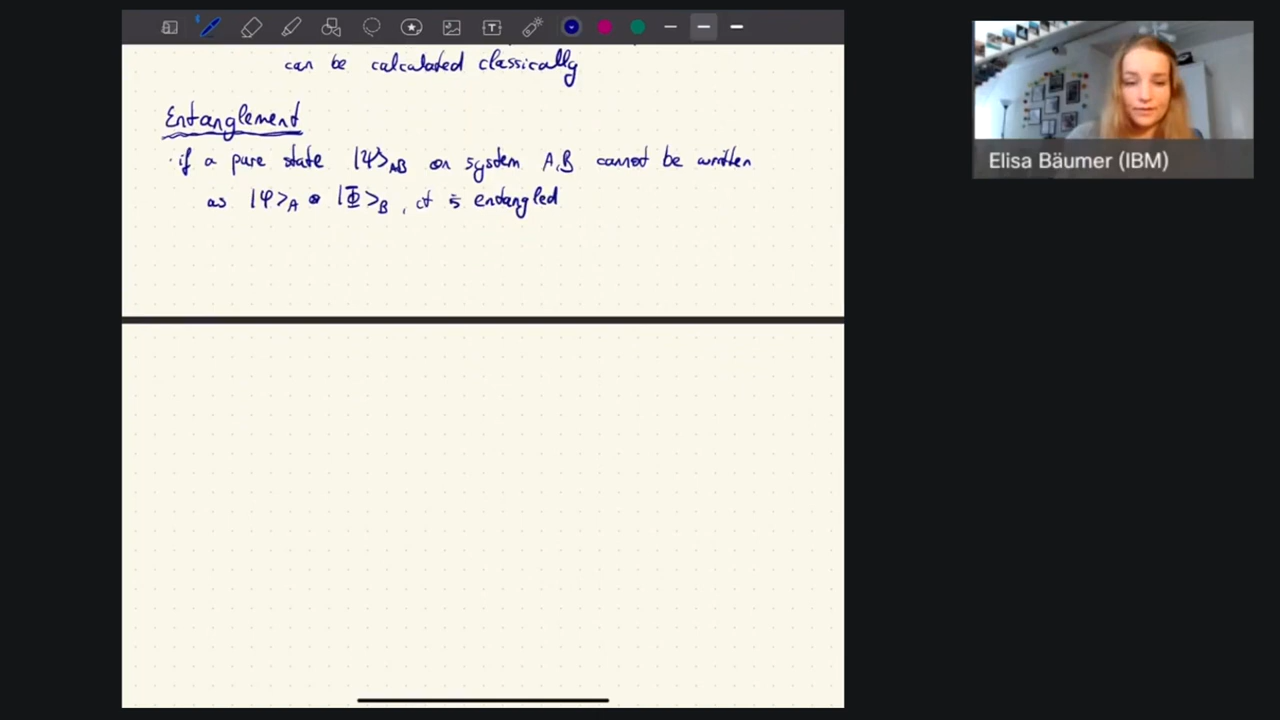 can be calculated classically
Entanglement
· if a pure state |ψ>AB on system A,B cannot be written
as |φ>A ⊗ |Φ>B, it is entangled
Elisa Bäumer (IBM)